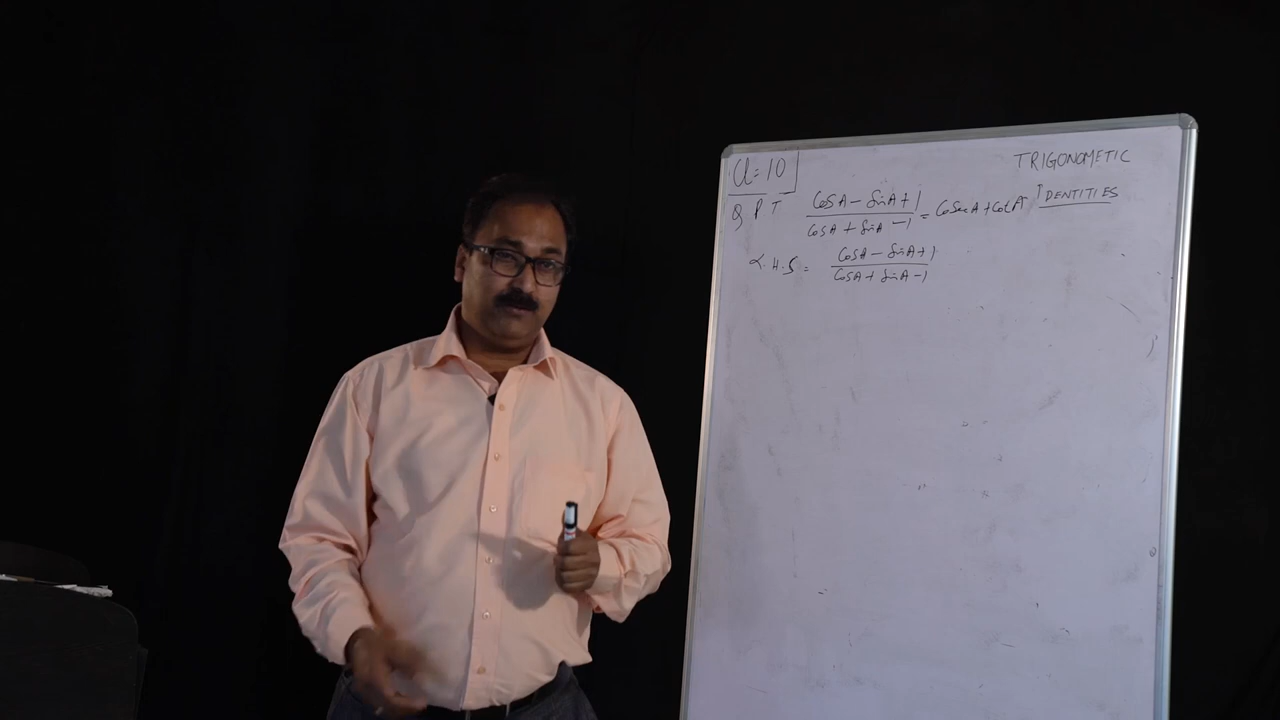 Cl = 10
TRIGONOMETIC
IDENTITIES
Q P T CosA - SinA + 1 / CosA + SinA - 1 = CosecA + CotA
L.H.S = CosA - SinA + 1 / CosA + SinA - 1